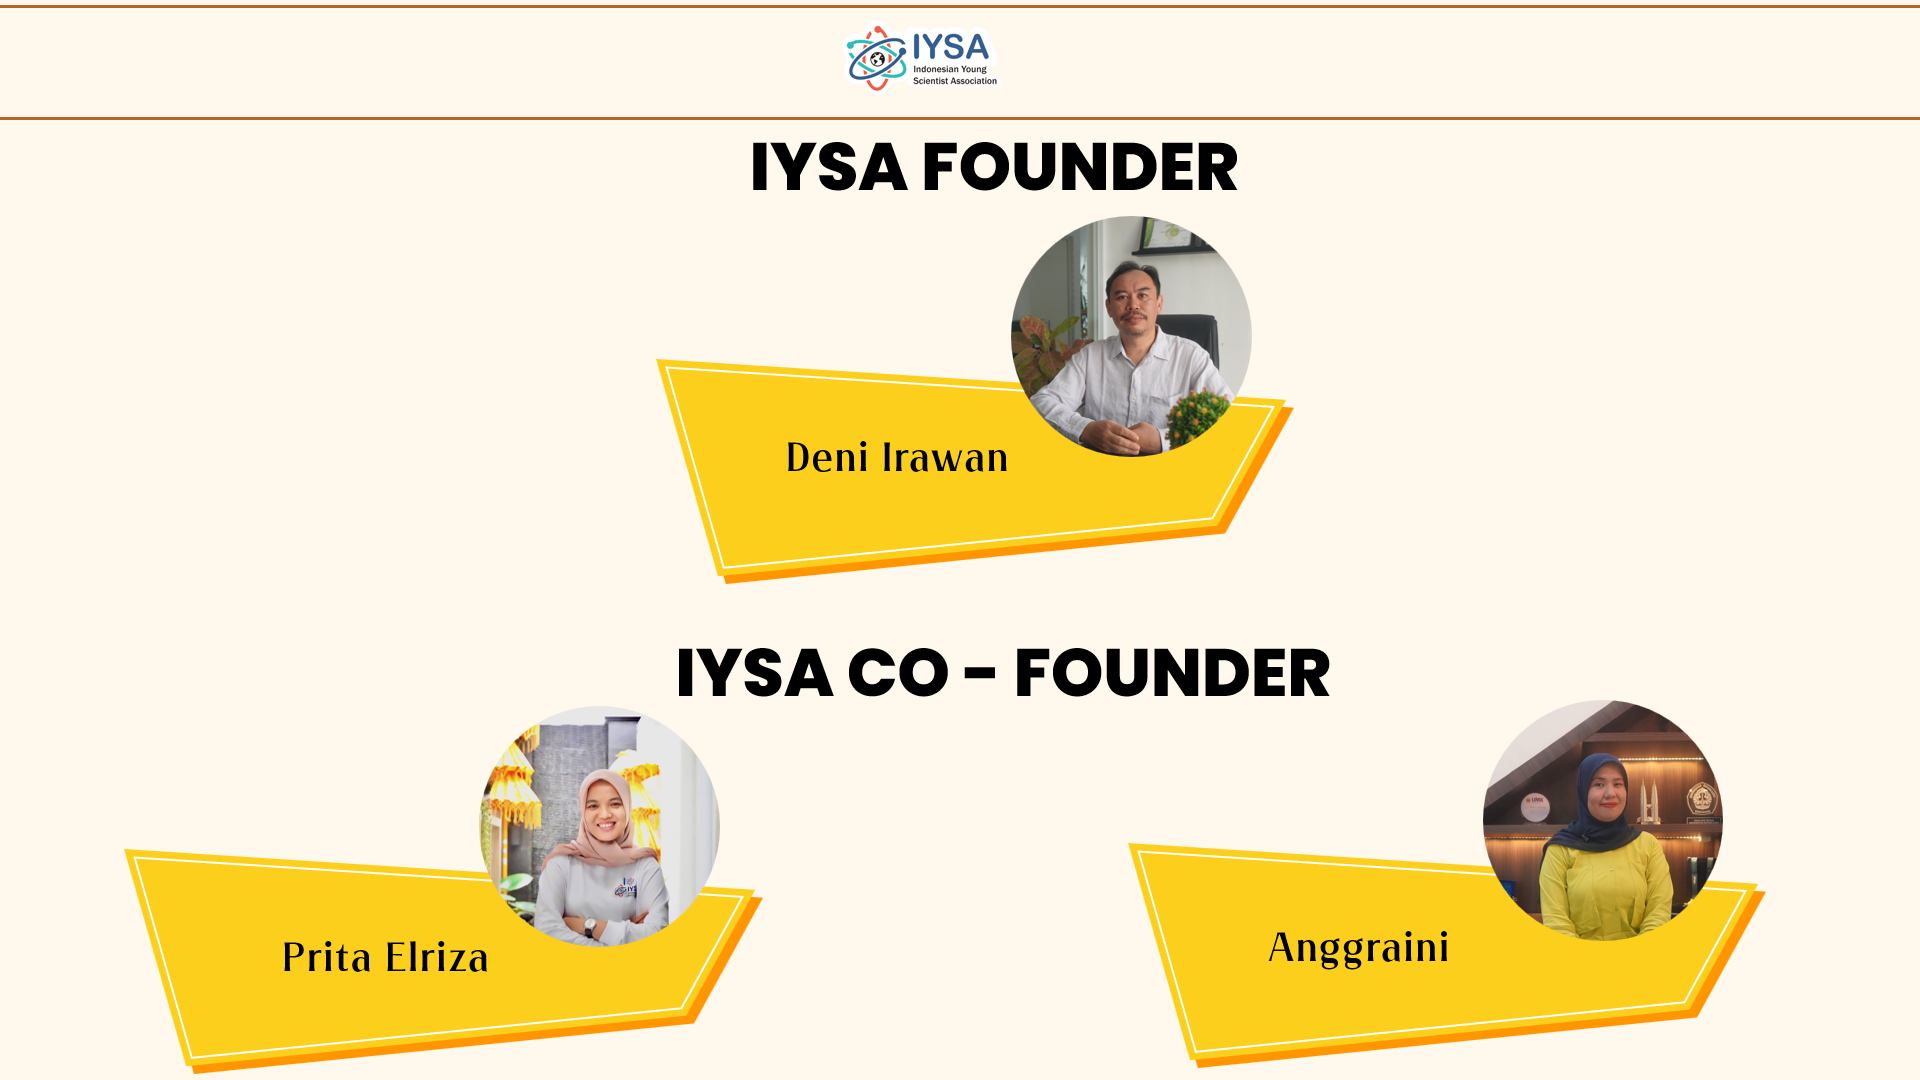 IYSA
Indonesian Young
Scientist Association
IYSA FOUNDER
Deni Irawan
IYSA CO - FOUNDER
Prita Elriza
Anggraini